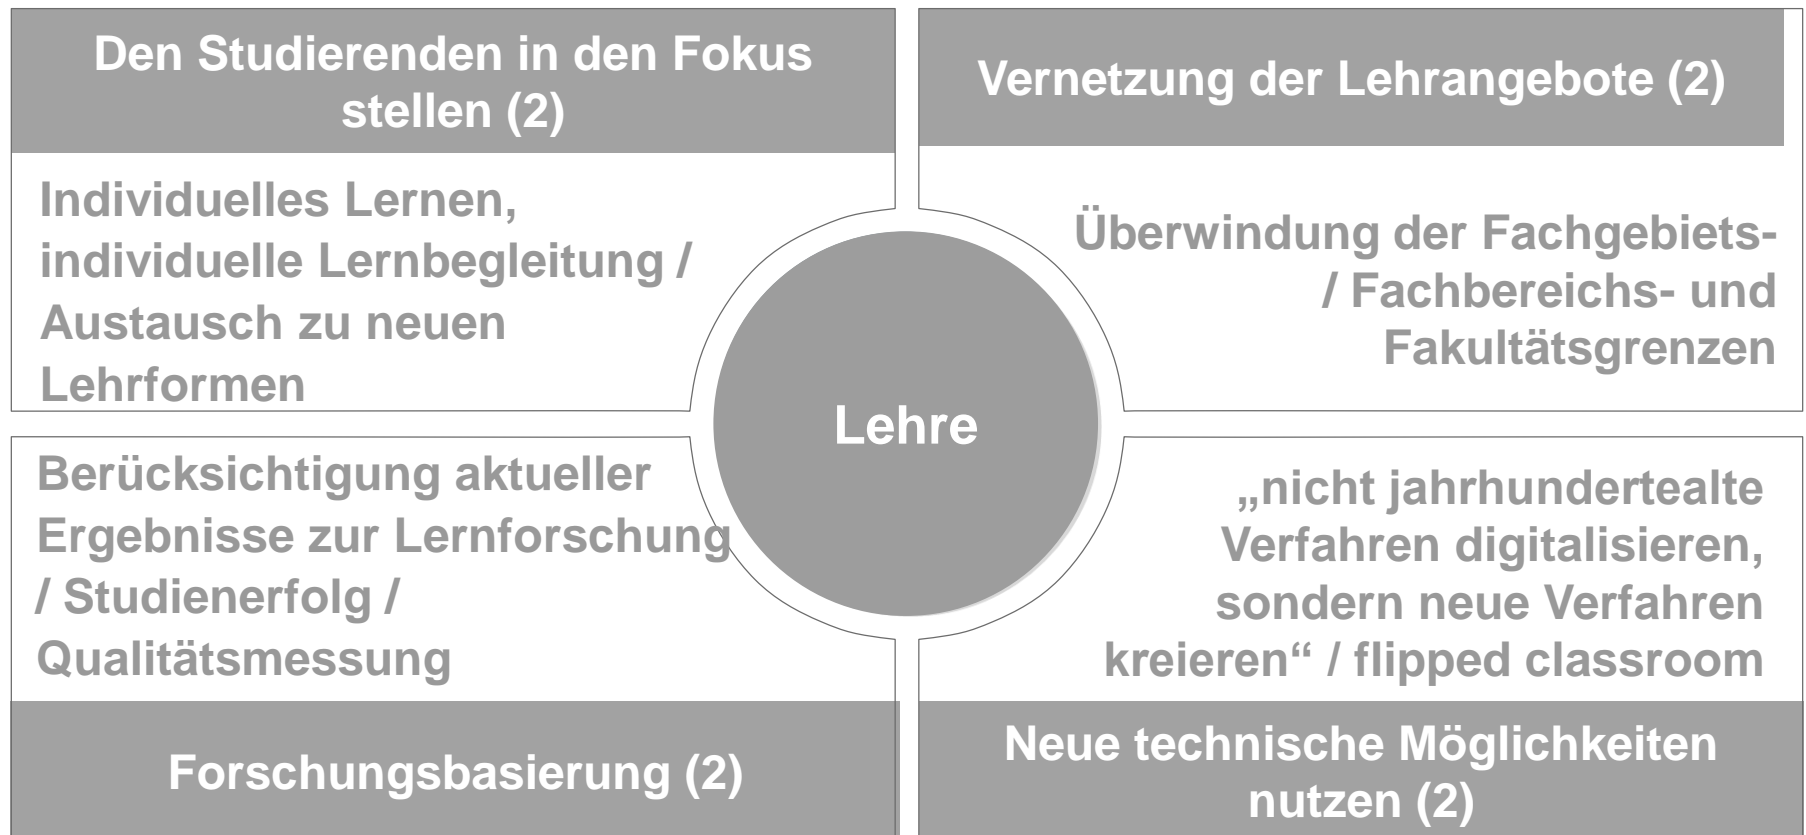 Den Studierenden in den Fokus
stellen (2)
Individuelles Lernen,
individuelle Lernbegleitung /
Austausch zu neuen
Lehrformen
Vernetzung der Lehrangebote (2)
Überwindung der Fachgebiets-
/ Fachbereichs- und
Fakultätsgrenzen
Lehre
Berücksichtigung aktueller
Ergebnisse zur Lernforschung
/ Studienerfolg /
Qualitätsmessung
Forschungsbasierung (2)
„nicht jahrhundertealte
Verfahren digitalisieren,
sondern neue Verfahren
kreieren“ / flipped classroom
Neue technische Möglichkeiten
nutzen (2)